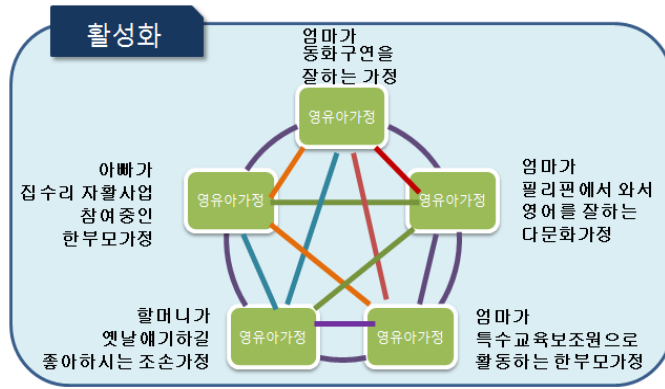 활성화
엄마가
동화구연을
잘하는 가정
영유아가정
아빠가
집수리 자활사업
참여중인
한부모가정
영유아가정
영유아가정
엄마가
필리핀에서 와서
영어를 잘하는
다문화가정
할머니가
옛날얘기하길
좋아하시는 조손가정
영유아가정
영유아가정
엄마가
특수교육보조원으로
활동하는 한부모가정